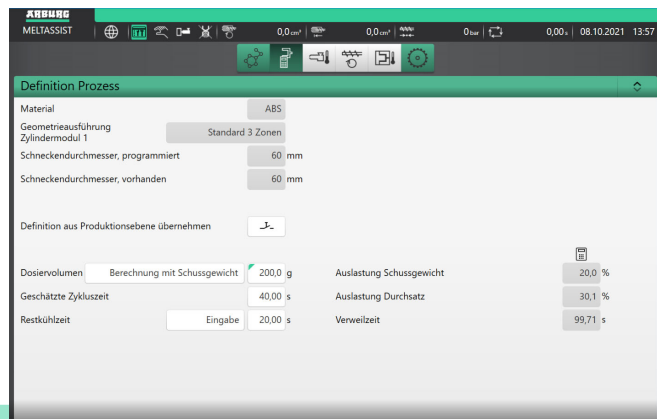 ARBURG
MELTASSIST 0,0 cm³ 0,0 cm³ 0 bar 0,00 s 08.10.2021 13:57
Definition Prozess
Material ABS
Geometrieausführung
Zylindermodul 1 Standard 3 Zonen
Schneckendurchmesser, programmiert 60 mm
Schneckendurchmesser, vorhanden 60 mm
Definition aus Produktionsebene übernehmen
Dosiervolumen Berechnung mit Schussgewicht 200,0 g Auslastung Schussgewicht 20,0 %
Geschätzte Zykluszeit 40,00 s Auslastung Durchsatz 30,1 %
Restkühlzeit Eingabe 20,00 s Verweilzeit 99,71 s